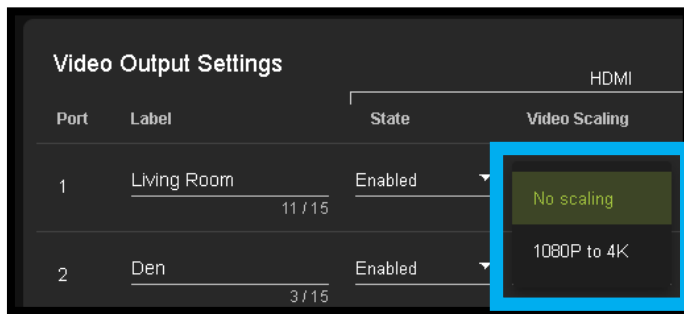 Video Output Settings
HDMI
Port Label State Video Scaling
1 Living Room Enabled No scaling
11 / 15
1080P to 4K
2 Den Enabled
3 / 15